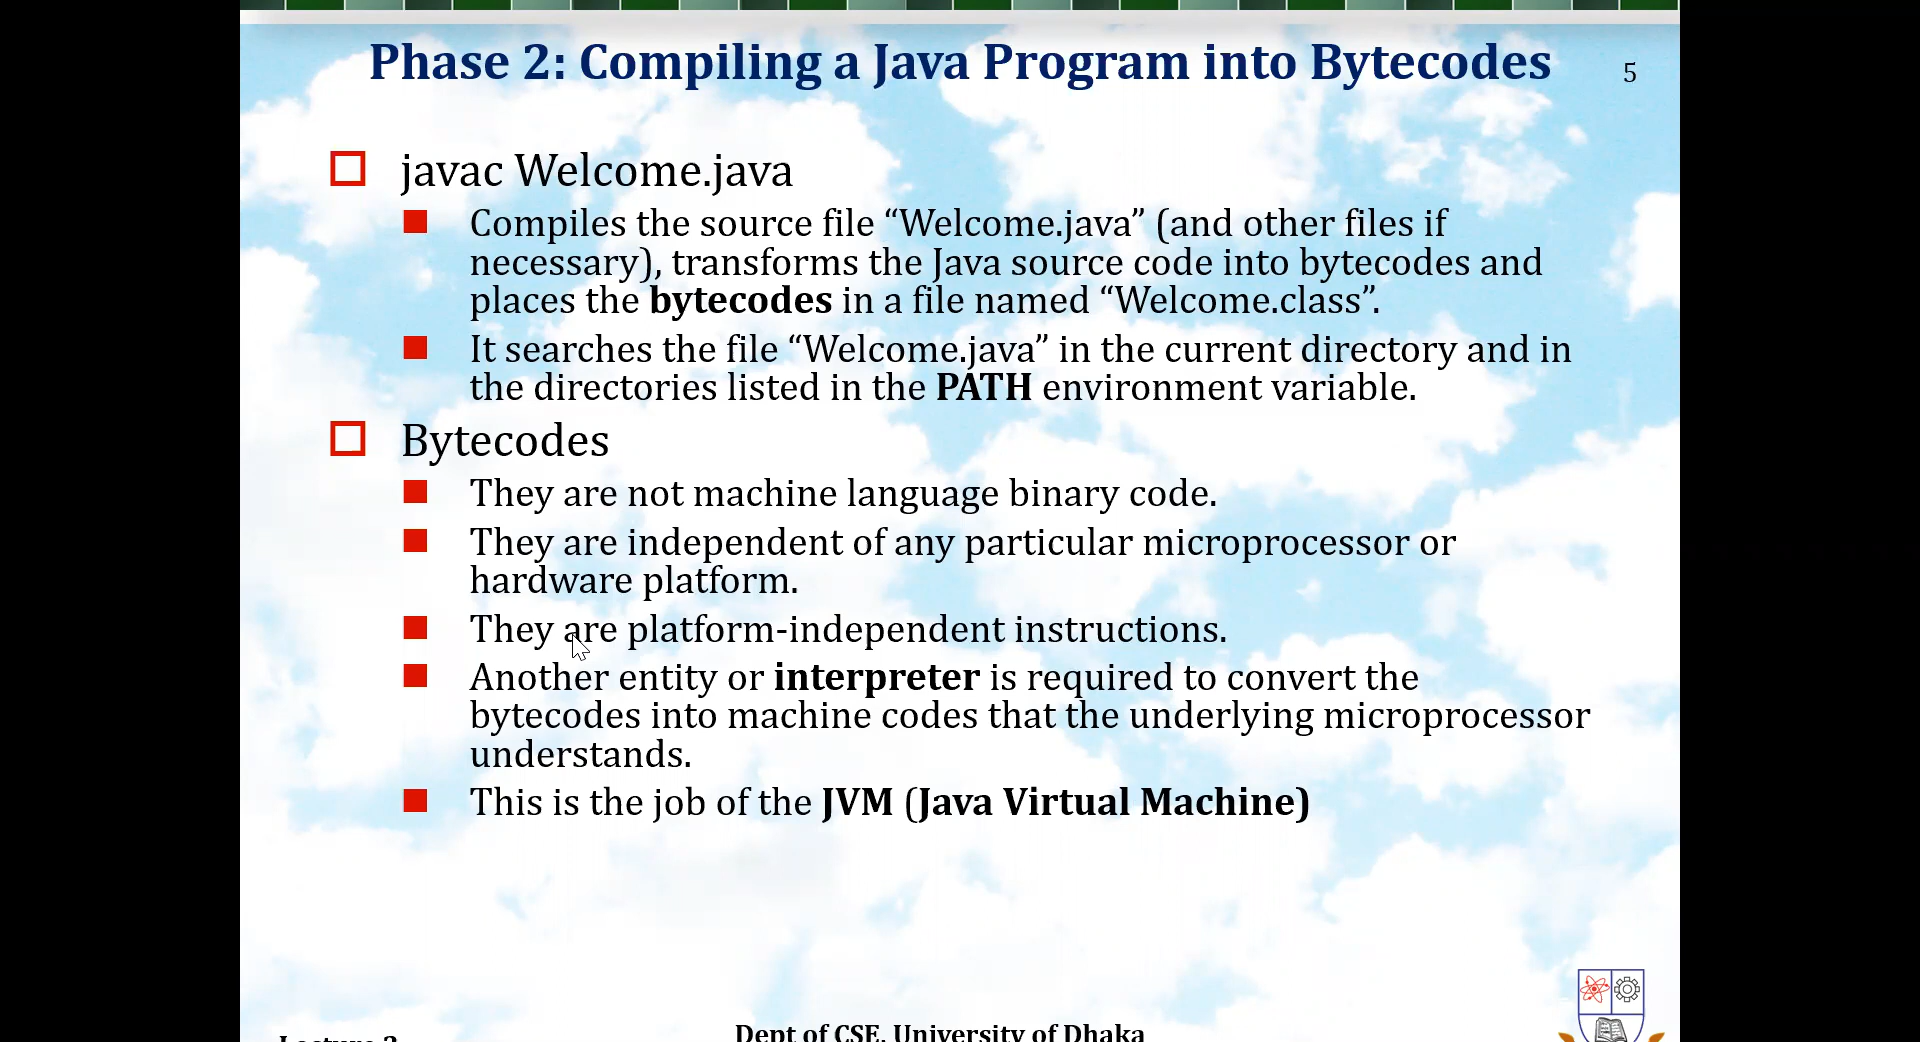 Phase 2: Compiling a Java Program into Bytecodes
5
javac Welcome.java
Compiles the source file “Welcome.java” (and other files if
necessary), transforms the Java source code into bytecodes and
places the bytecodes in a file named “Welcome.class”.
It searches the file “Welcome.java” in the current directory and in
the directories listed in the PATH environment variable.
Bytecodes
They are not machine language binary code.
They are independent of any particular microprocessor or
hardware platform.
They are platform-independent instructions.
Another entity or interpreter is required to convert the
bytecodes into machine codes that the underlying microprocessor
understands.
This is the job of the JVM (Java Virtual Machine)
Dept of CSE, University of Dhaka
Lecture